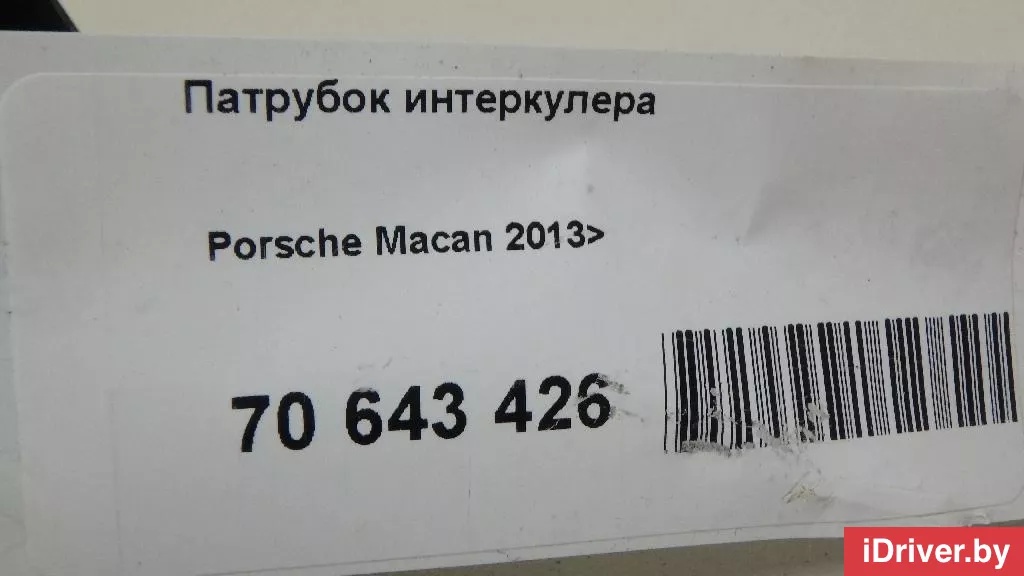 Патрубок интеркулера
Porsche Macan 2013>
70 643 426
iDriver.by